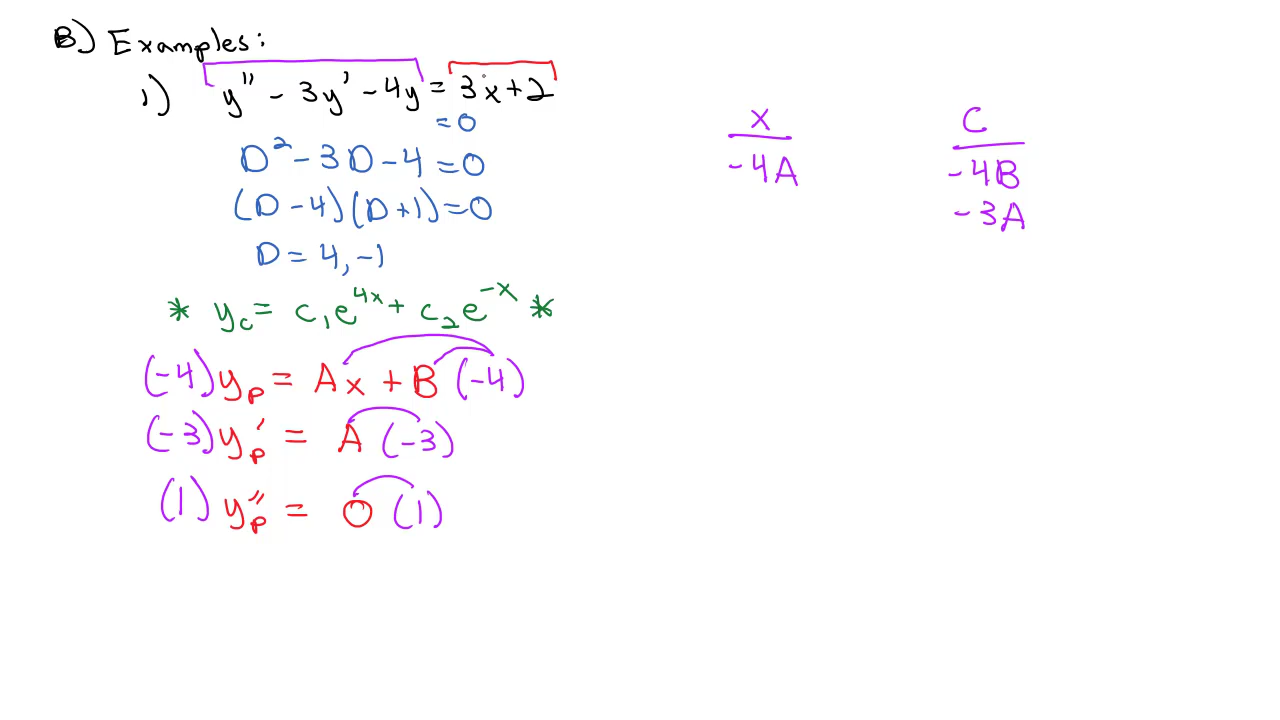 B) Examples:
1) y'' - 3y' - 4y = 3x + 2
= 0
D² - 3D - 4 = 0
(D - 4)(D + 1) = 0
D = 4, -1
* y_c = c₁e^{4x} + c₂e^{-x} *
(-4) y_p = Ax + B (-4)
(-3) y_p' = A (-3)
(1) y_p'' = 0 (1)
x
-4A
C
-4B
-3A